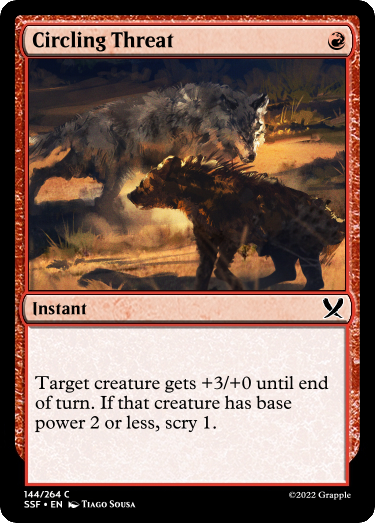 Circling Threat
Instant
Target creature gets +3/+0 until end
of turn. If that creature has base
power 2 or less, scry 1.
144/264 C
SSF • EN Tiago Sousa
©2022 Grapple